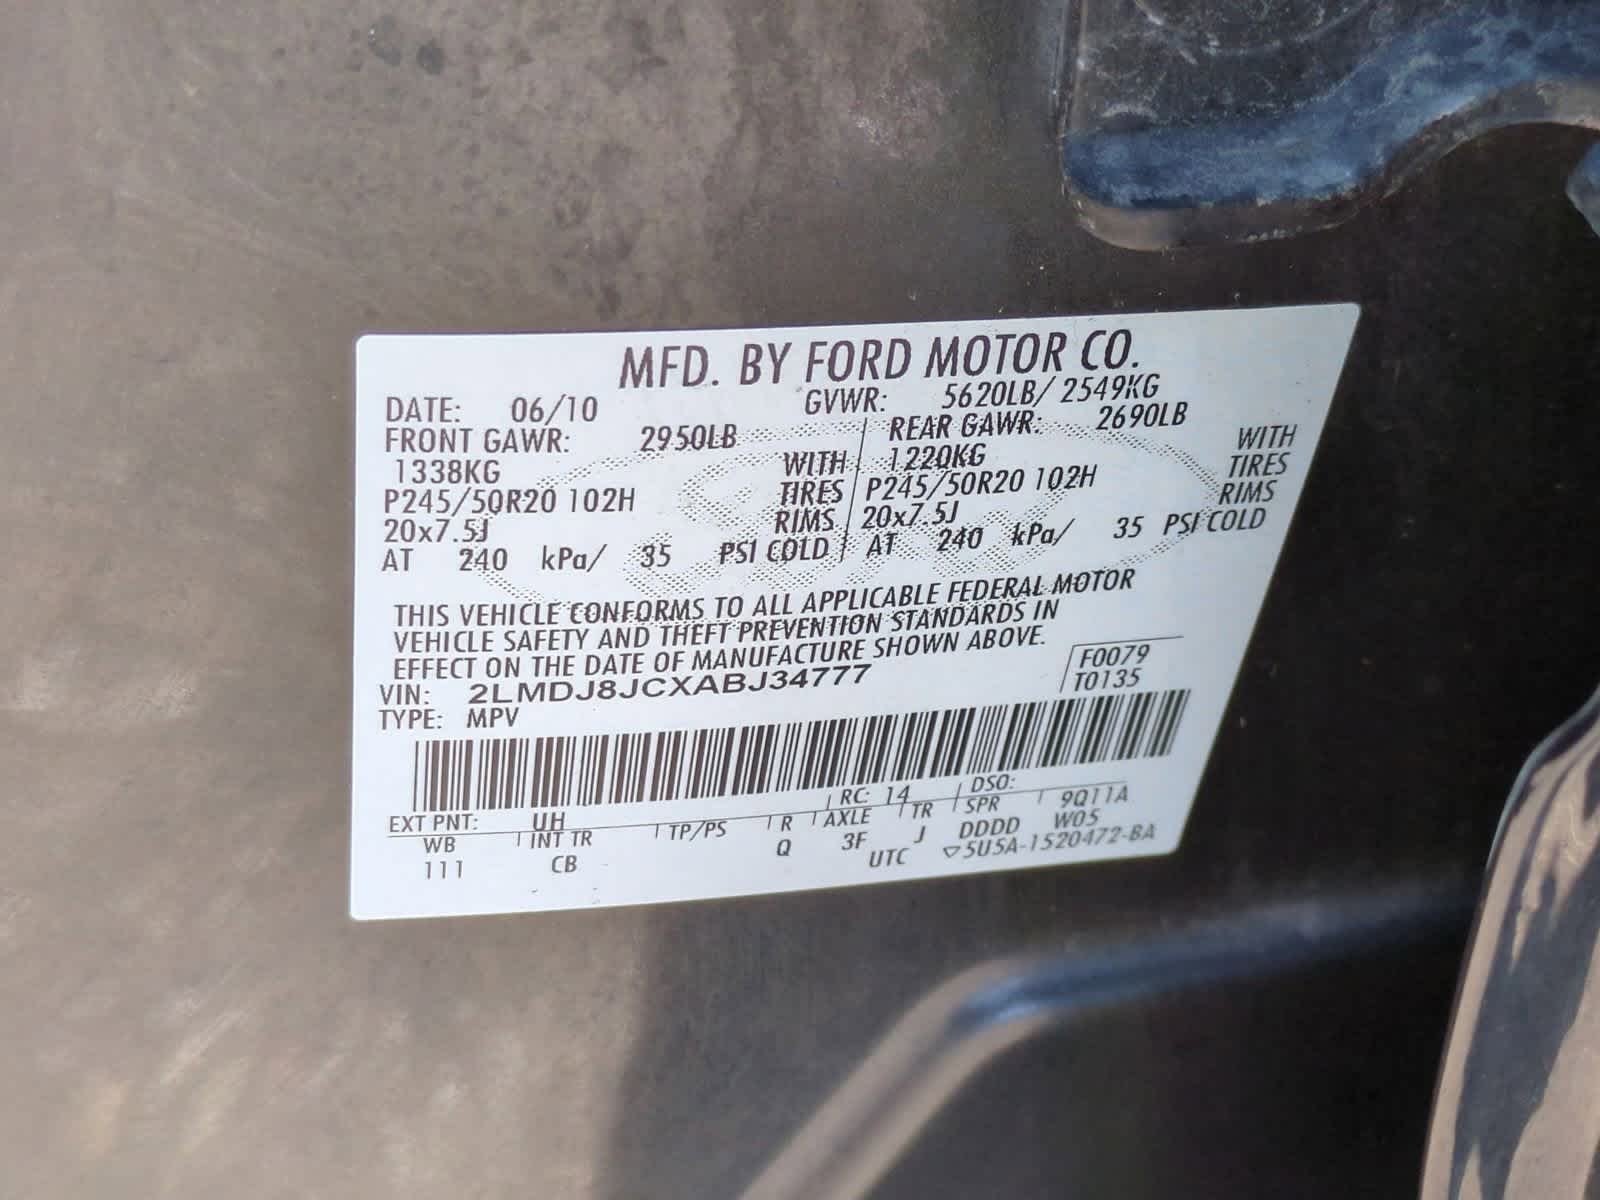 MFD. BY FORD MOTOR CO.
DATE: 06/10 GVWR: 5620LB/ 2549KG
FRONT GAWR: 2950LB REAR GAWR: 2690LB
1338KG WITH 1220KG WITH
P245/50R20 102H TIRES P245/50R20 102H TIRES
20x7.5J RIMS 20x7.5J RIMS
AT 240 kPa/ 35 PSI COLD AT 240 kPa/ 35 PSI COLD
THIS VEHICLE CONFORMS TO ALL APPLICABLE FEDERAL MOTOR
VEHICLE SAFETY AND THEFT PREVENTION STANDARDS IN
EFFECT ON THE DATE OF MANUFACTURE SHOWN ABOVE.
VIN: 2LMDJ8JCXABJ34777 F0079
TYPE: MPV T0135
EXT PNT: UH RC: 14 DSO:
WB INT TR TP/PS R AXLE TR SPR 9Q11A
111 CB Q 3F J DDDD W05
UTC ▽5U5A-1520472-BA